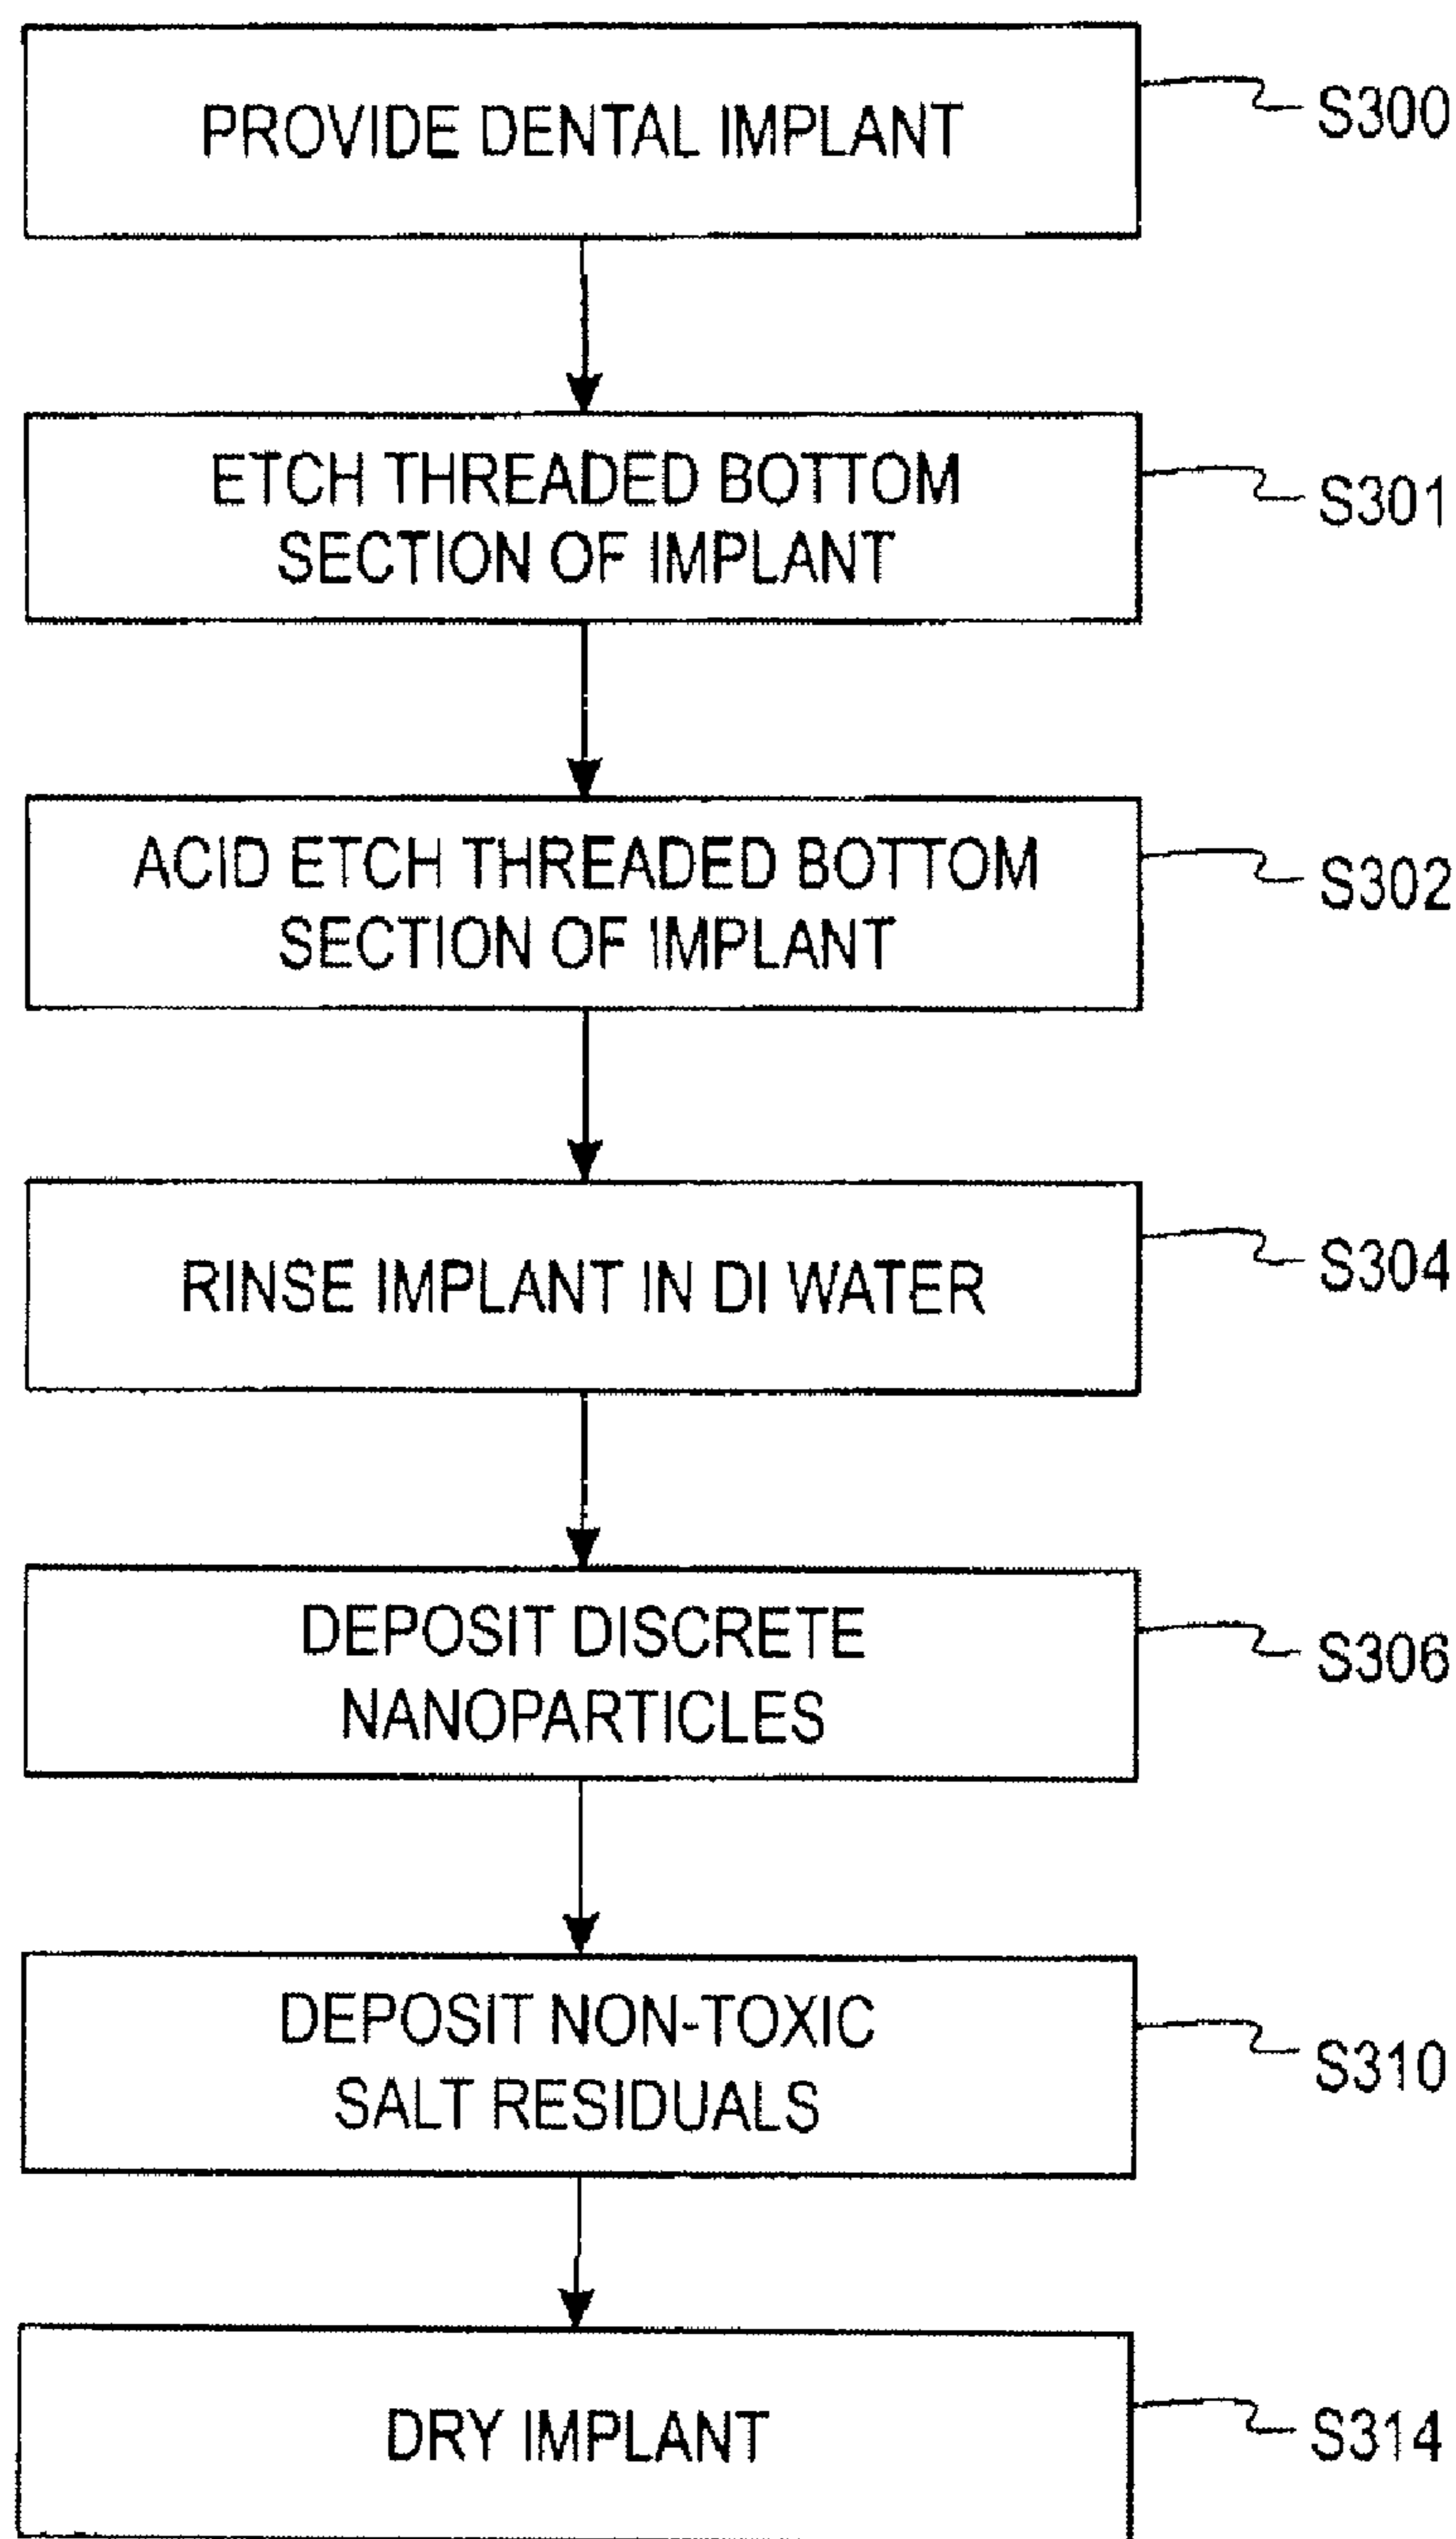 PROVIDE DENTAL IMPLANT
S300
ETCH THREADED BOTTOM
SECTION OF IMPLANT
S301
ACID ETCH THREADED BOTTOM
SECTION OF IMPLANT
S302
RINSE IMPLANT IN DI WATER
S304
DEPOSIT DISCRETE
NANOPARTICLES
S306
DEPOSIT NON-TOXIC
SALT RESIDUALS
S310
DRY IMPLANT
S314